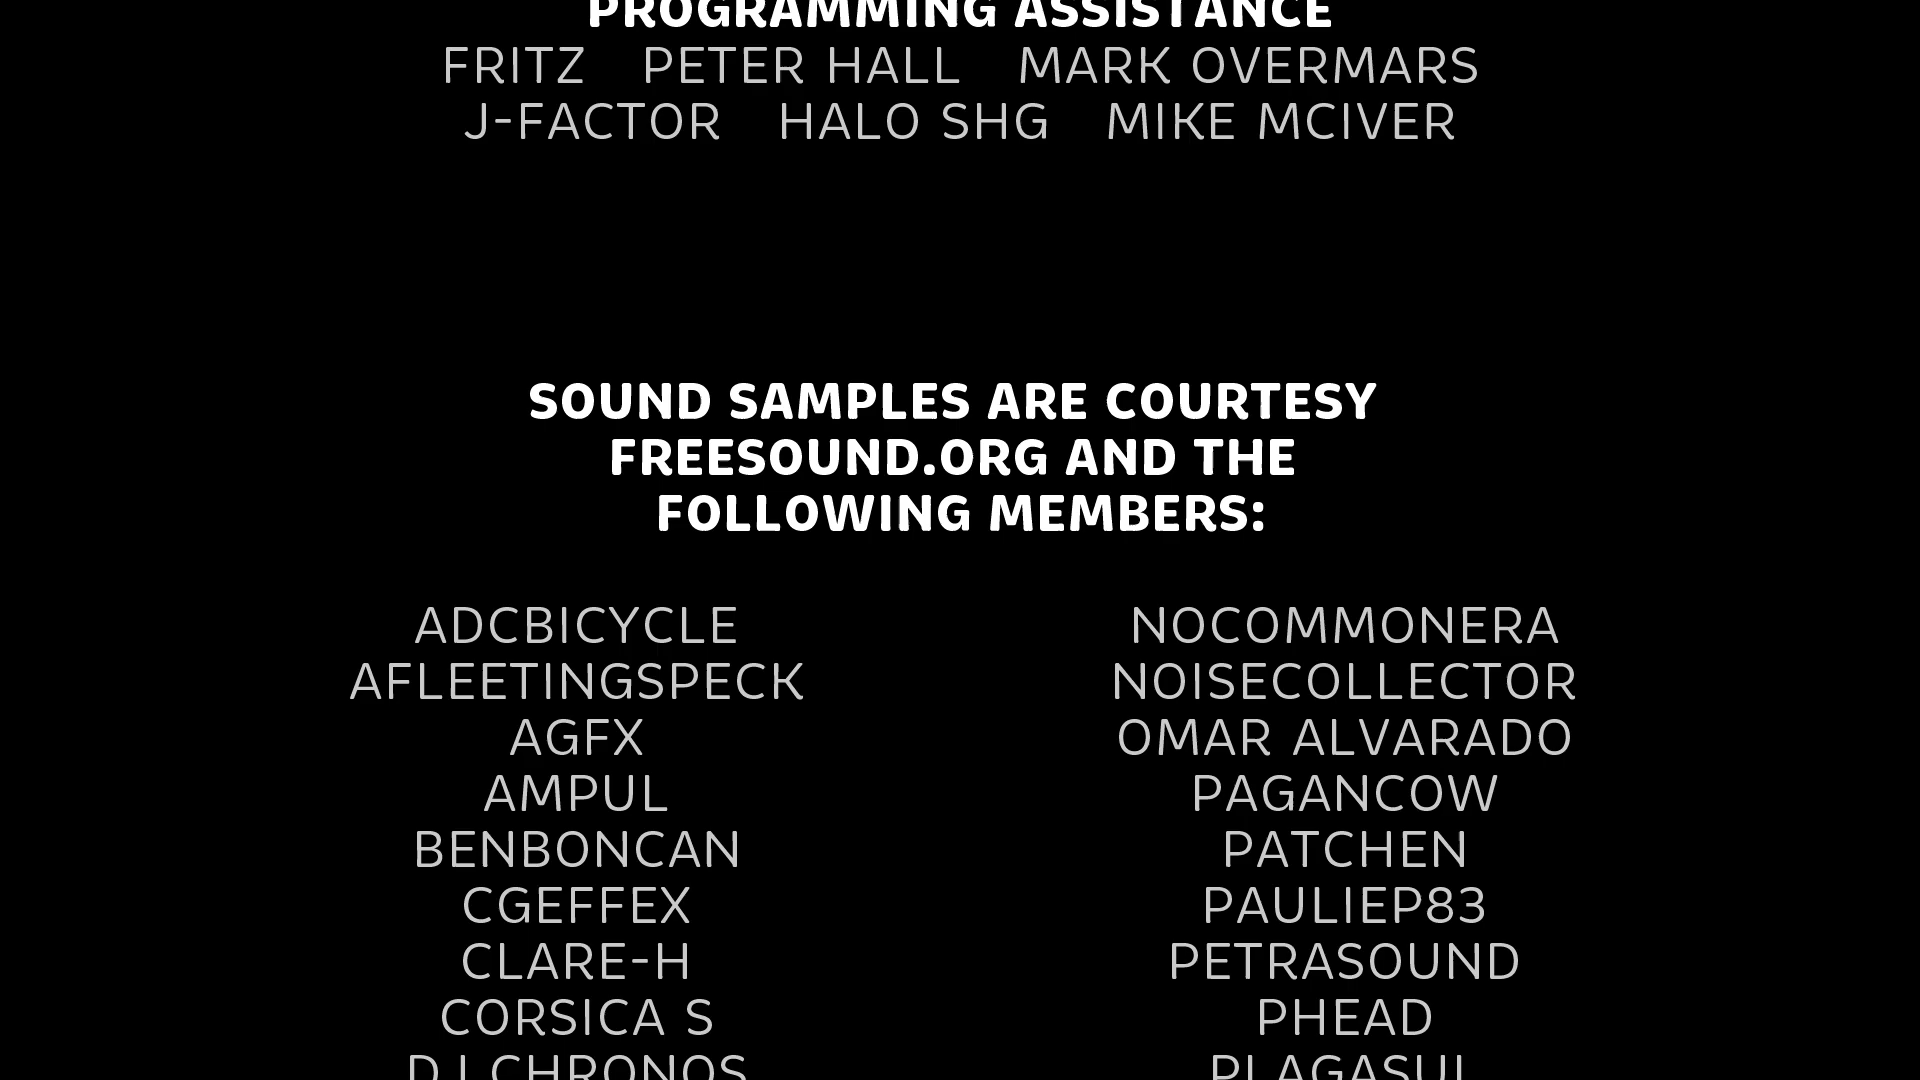 PROGRAMMING ASSISTANCE
FRITZ PETER HALL MARK OVERMARS
J-FACTOR HALO SHG MIKE MCIVER
SOUND SAMPLES ARE COURTESY
FREESOUND.ORG AND THE
FOLLOWING MEMBERS:
ADCBICYCLE
AFLEETINGSPECK
AGFX
AMPUL
BENBONCAN
CGEFFEX
CLARE-H
CORSICA S
DJ CHRONOS
NOCOMMONERA
NOISECOLLECTOR
OMAR ALVARADO
PAGANCOW
PATCHEN
PAULIEP83
PETRASOUND
PHEAD
PLAGASUL